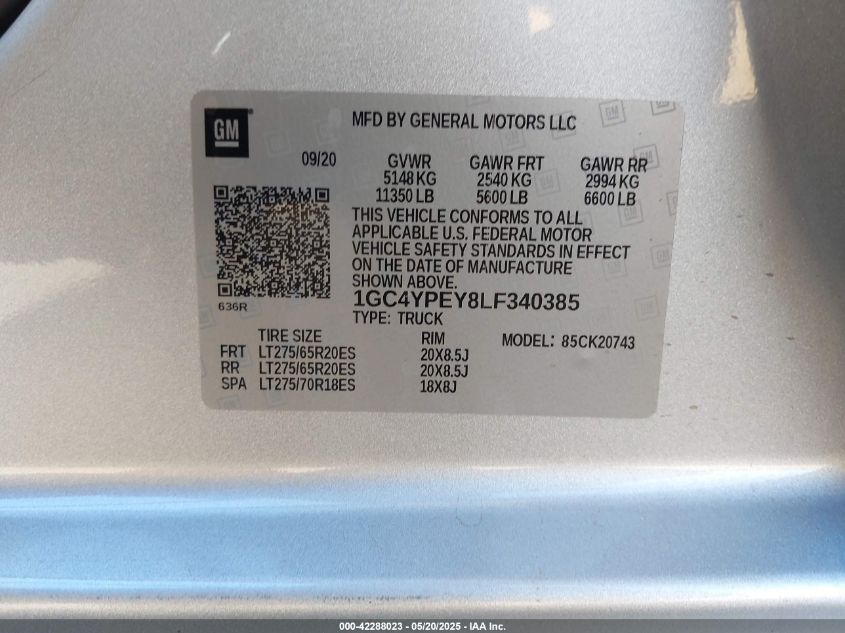 GM
MFD BY GENERAL MOTORS LLC
09/20 GVWR GAWR FRT GAWR RR
5148 KG 2540 KG 2994 KG
11350 LB 5600 LB 6600 LB
THIS VEHICLE CONFORMS TO ALL
APPLICABLE U.S. FEDERAL MOTOR
VEHICLE SAFETY STANDARDS IN EFFECT
ON THE DATE OF MANUFACTURE
SHOWN ABOVE.
636R
1GC4YPEY8LF340385
TYPE: TRUCK
TIRE SIZE RIM MODEL: 85CK20743
FRT LT275/65R20ES 20X8.5J
RR LT275/65R20ES 20X8.5J
SPA LT275/70R18ES 18X8J
000-42288023 — 05/20/2025 — IAA Inc.